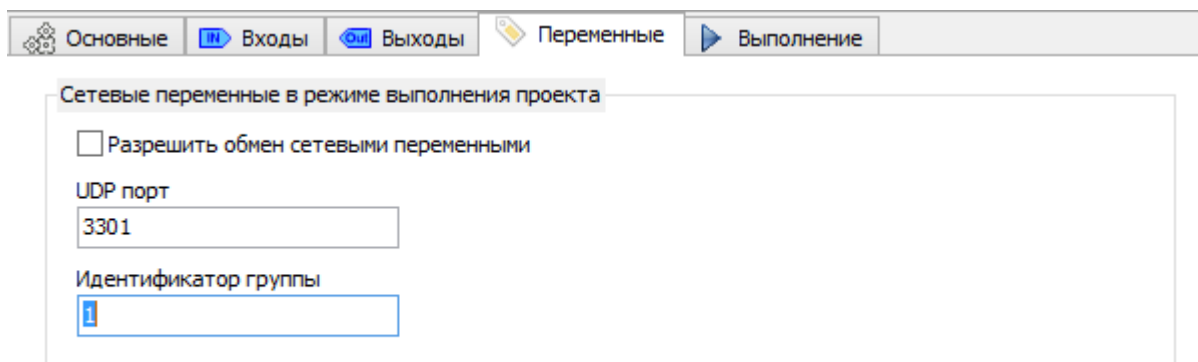 Основные IN Входы Out Выходы Переменные Выполнение
Сетевые переменные в режиме выполнения проекта
Разрешить обмен сетевыми переменными
UDP порт
3301
Идентификатор группы
1